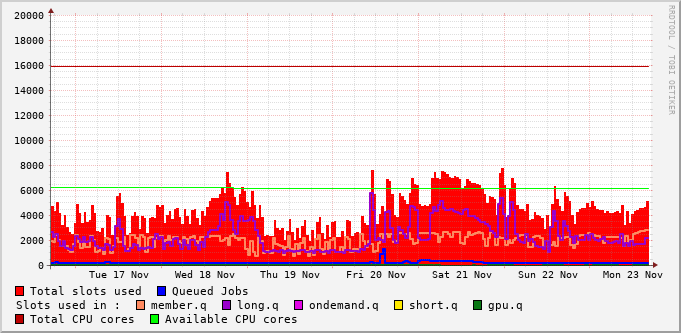 20000
18000
16000
14000
12000
10000
8000
6000
4000
2000
0
Tue 17 Nov Wed 18 Nov Thu 19 Nov Fri 20 Nov Sat 21 Nov Sun 22 Nov Mon 23 Nov
Total slots used Queued Jobs
Slots used in : member.q long.q ondemand.q short.q gpu.q
Total CPU cores Available CPU cores
RRDTOOL / TOBI OETIKER